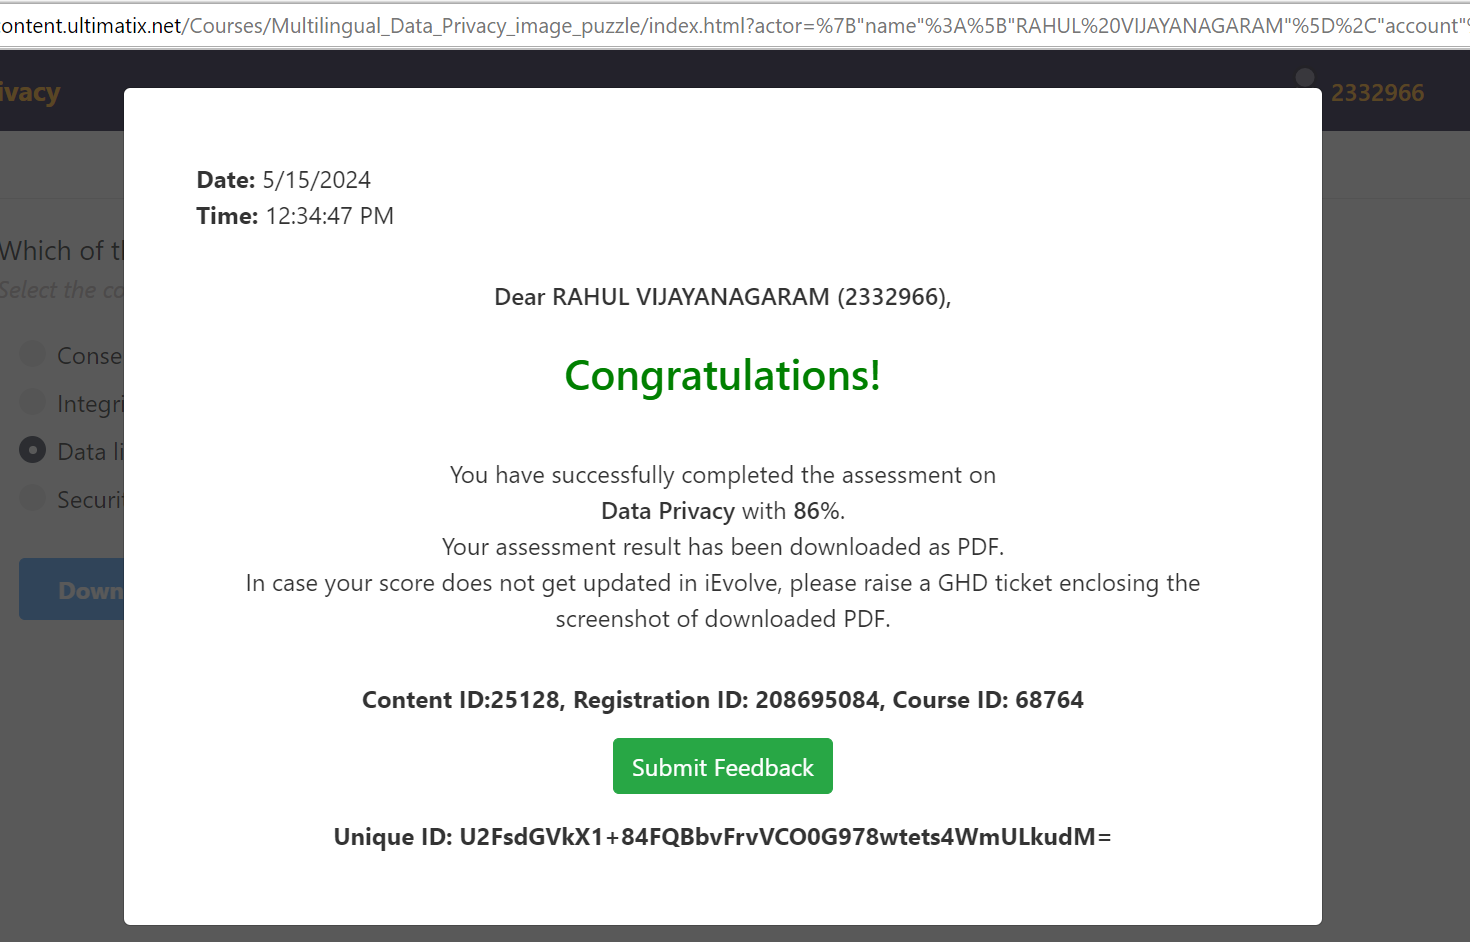 content.ultimatix.net/Courses/Multilingual_Data_Privacy_image_puzzle/index.html?actor=%7B"name"%3A%5B"RAHUL%20VIJAYANAGARAM"%5D%2C"account"%
ivacy
2332966
Date: 5/15/2024
Time: 12:34:47 PM
Which of t
Select the co
Dear RAHUL VIJAYANAGARAM (2332966),
Conse
Congratulations!
Integri
Data li
You have successfully completed the assessment on
Securit
Data Privacy with 86%.
Your assessment result has been downloaded as PDF.
Down
In case your score does not get updated in iEvolve, please raise a GHD ticket enclosing the
screenshot of downloaded PDF.
Content ID:25128, Registration ID: 208695084, Course ID: 68764
Submit Feedback
Unique ID: U2FsdGVkX1+84FQBbvFrvVCO0G978wtets4WmULkudM=